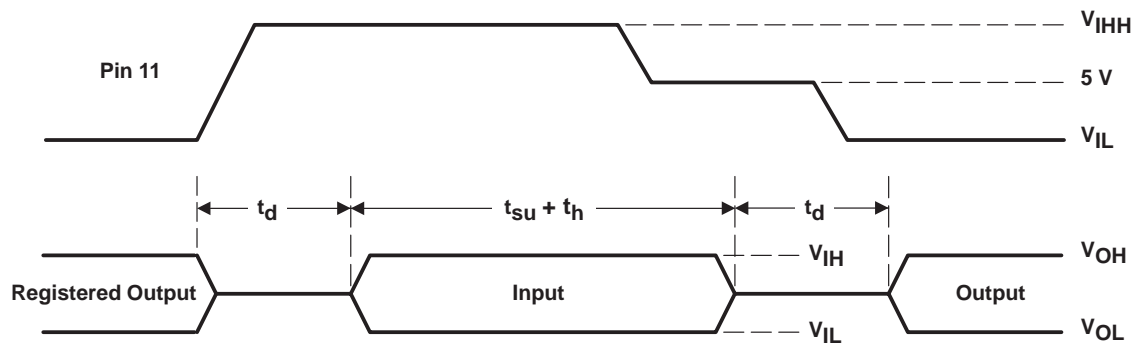 VIHH
Pin 11
5 V
VIL
td
tsu + th
td
VIH
VOH
Registered Output
Input
Output
VIL
VOL